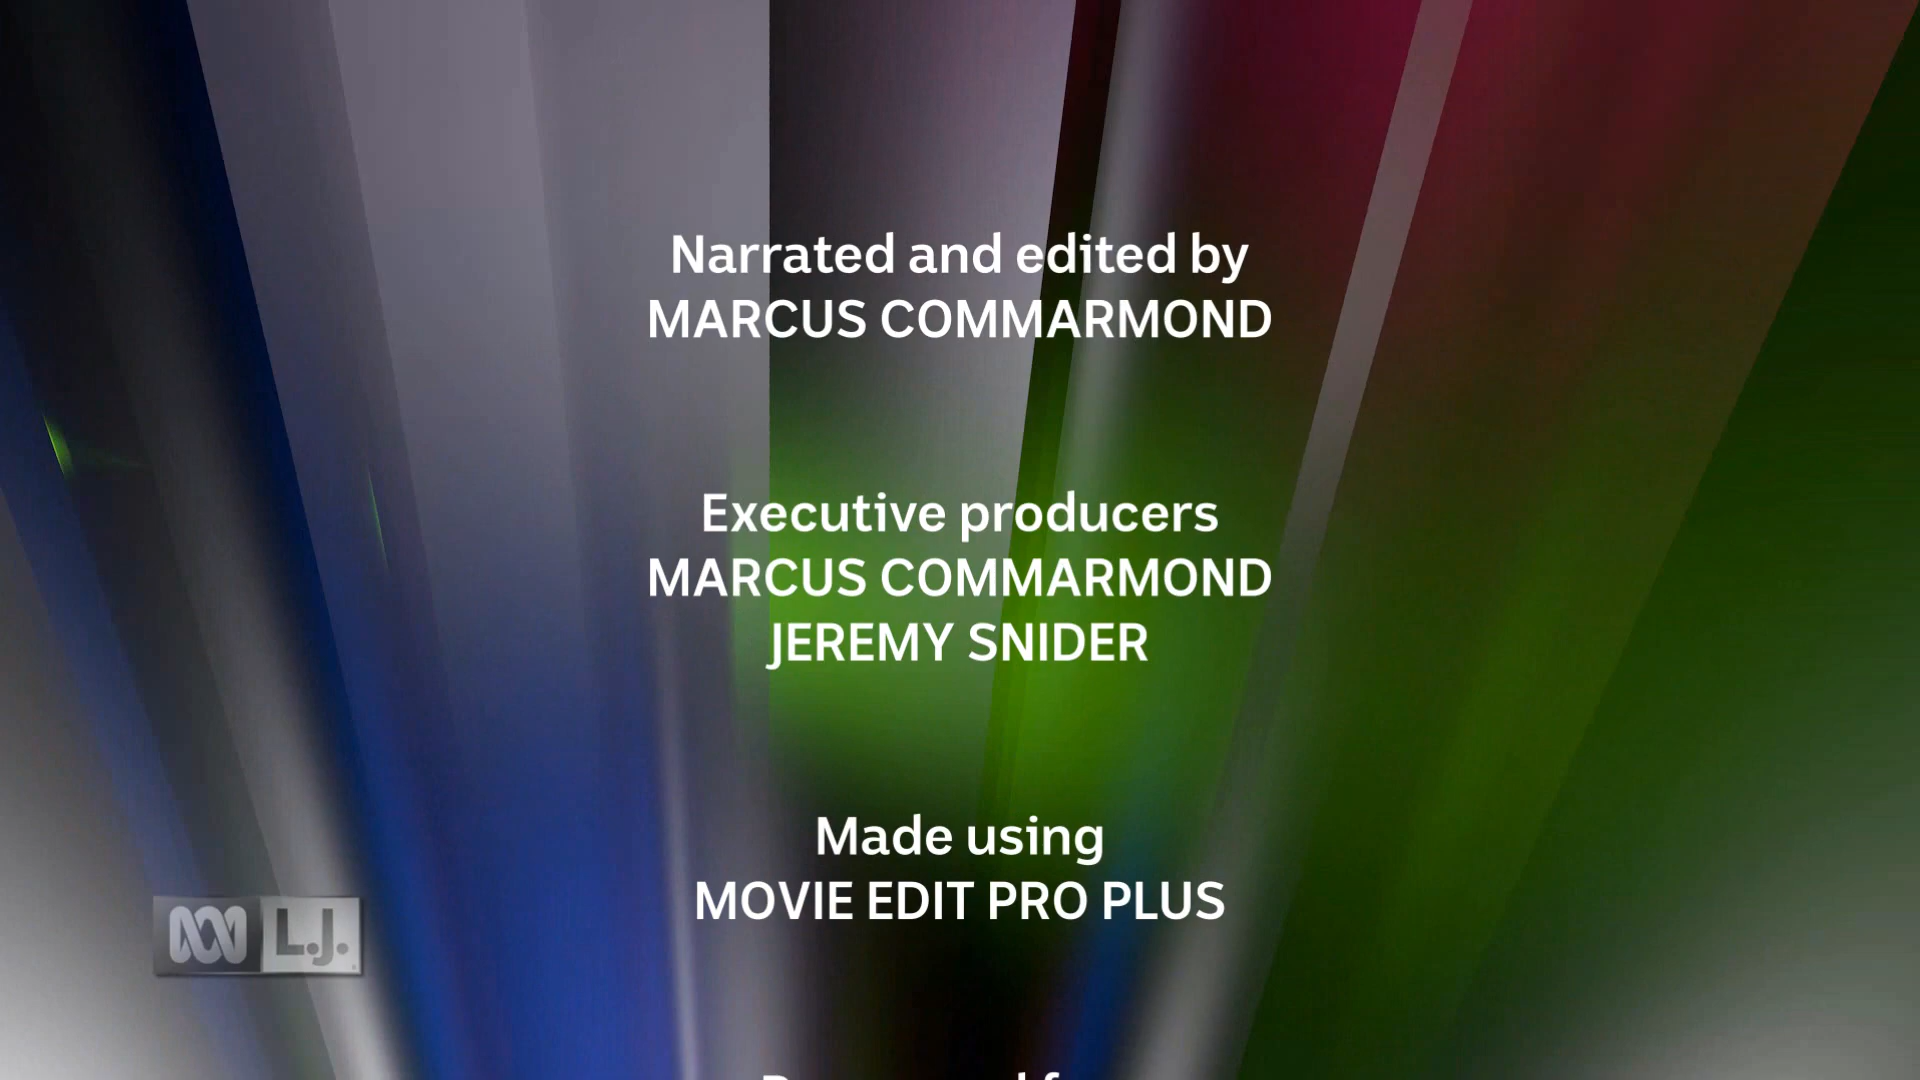 Narrated and edited by
MARCUS COMMARMOND
Executive producers
MARCUS COMMARMOND
JEREMY SNIDER
Made using
MOVIE EDIT PRO PLUS
L.J.